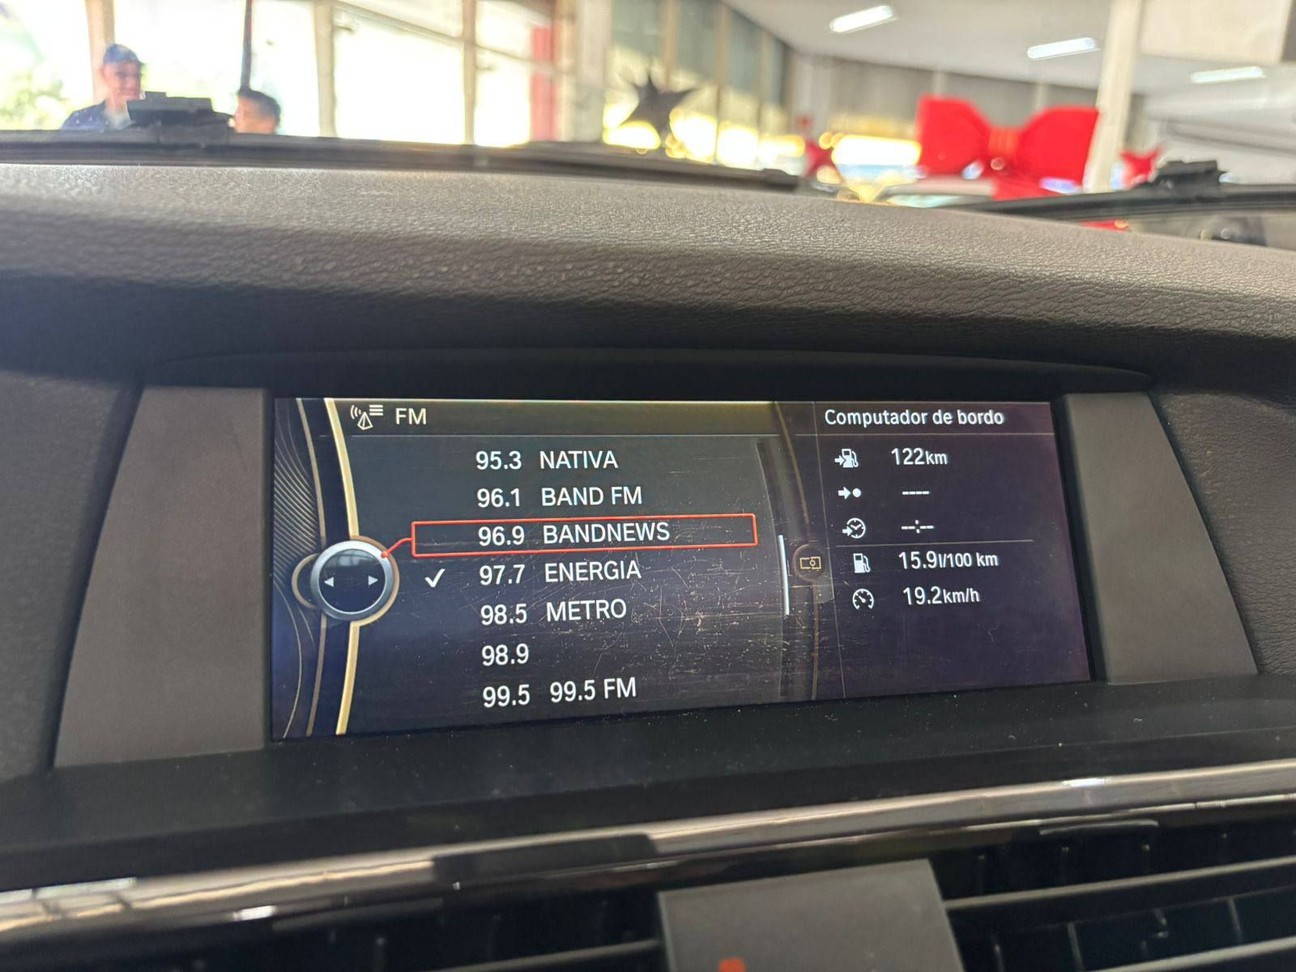 FM
95.3 NATIVA
96.1 BAND FM
96.9 BANDNEWS
97.7 ENERGIA
98.5 METRO
98.9
99.5 99.5 FM
Computador de bordo
122km
----
--:--
15.9l/100 km
19.2km/h